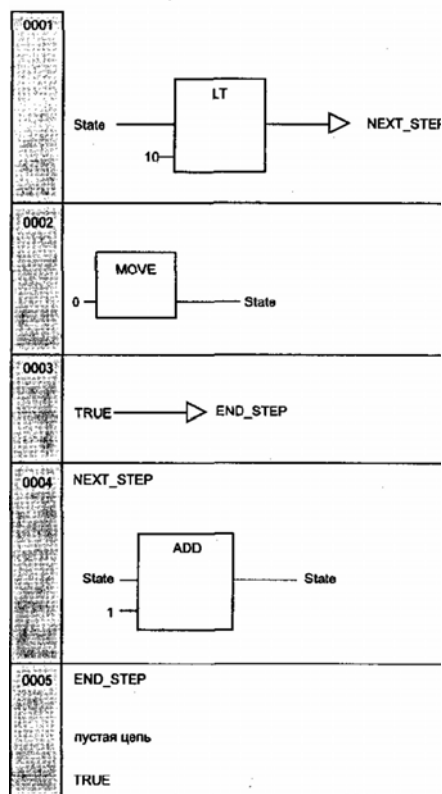 0001
LT
State
NEXT_STEP
10
0002
MOVE
0
State
0003
TRUE
END_STEP
0004
NEXT_STEP
ADD
State
State
1
0005
END_STEP
пустая цепь
TRUE